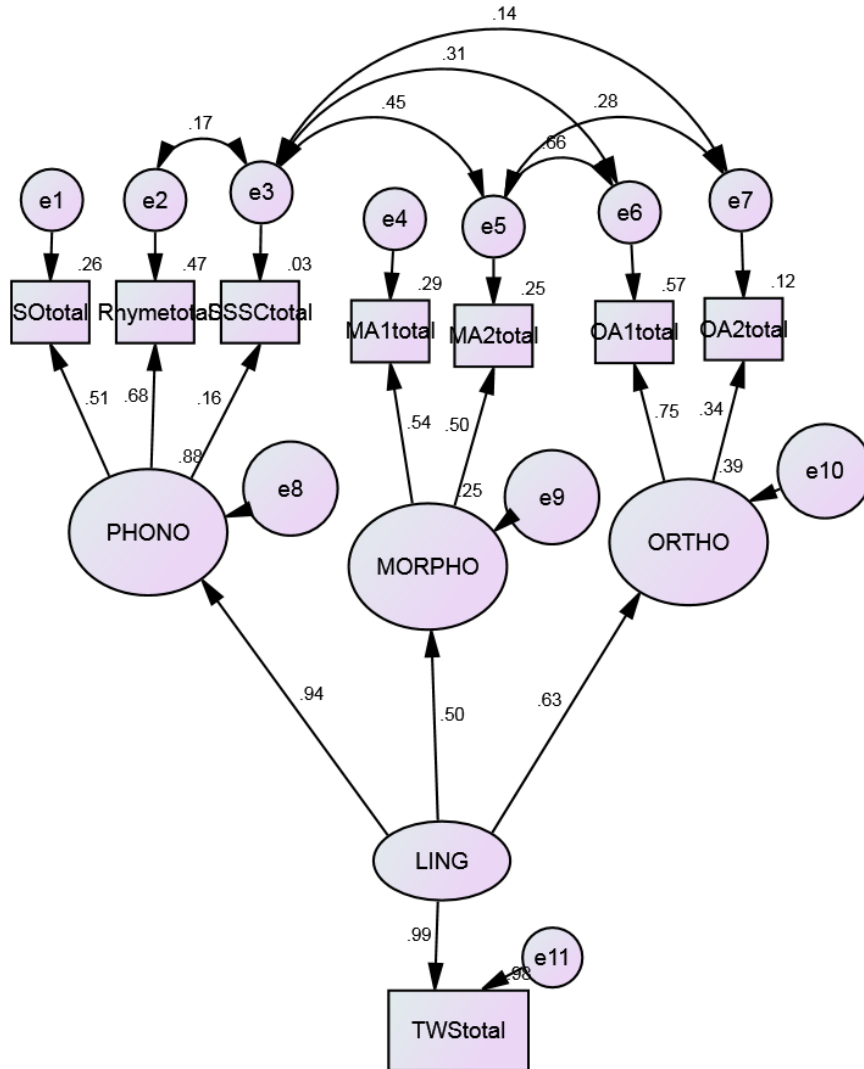 .14
.31
.45
.28
.17
.66
e1
e2
e3
e4
e5
e6
e7
.26
.47
.03
.29
.25
.57
.12
SOtotal
Rhymetotal
SSSCtotal
MA1total
MA2total
OA1total
OA2total
.51
.68
.16
.54
.50
.75
.34
.88
.25
.39
e8
e9
e10
PHONO
MORPHO
ORTHO
.94
.50
.63
LING
.99
e11
.98
TWStotal